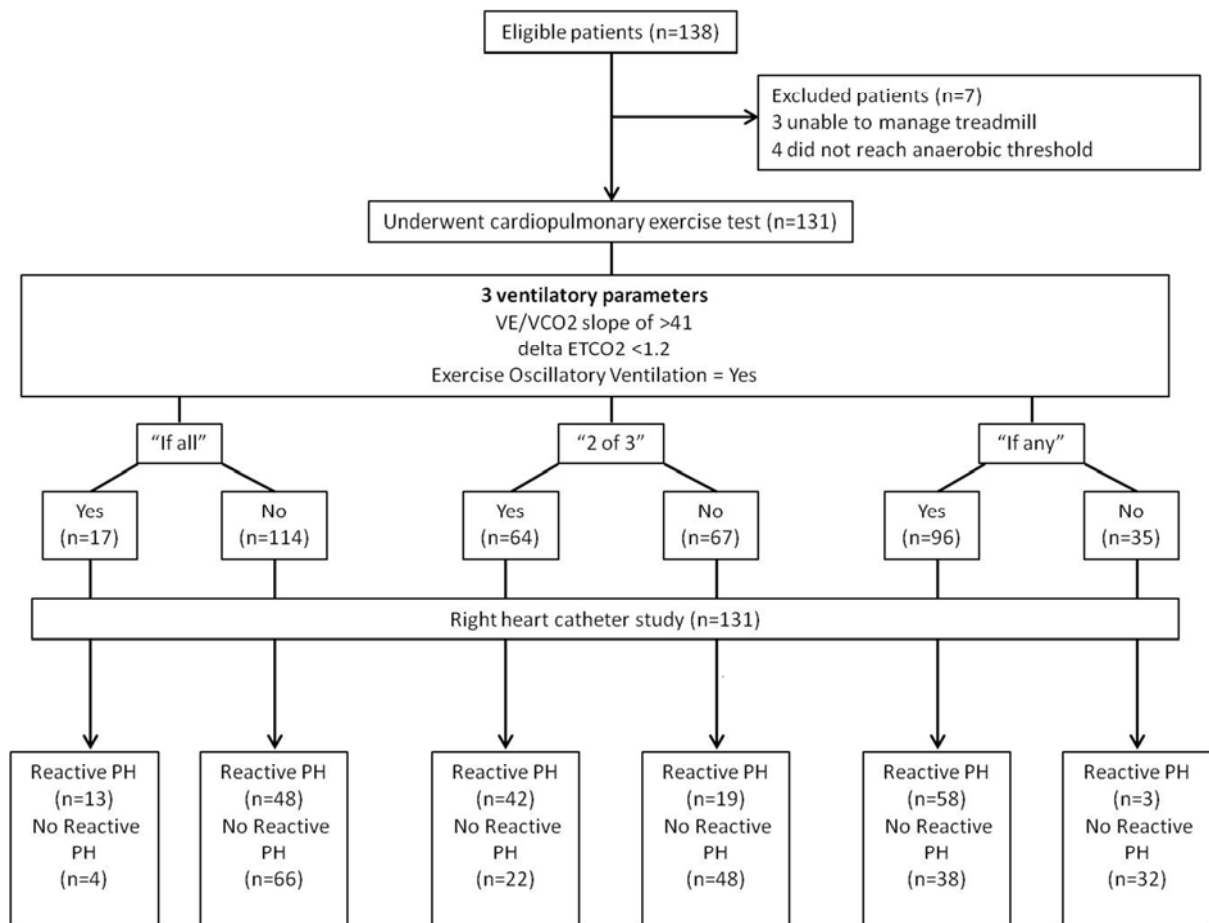 Eligible patients (n=138)
Excluded patients (n=7)
3 unable to manage treadmill
4 did not reach anaerobic threshold
Underwent cardiopulmonary exercise test (n=131)
3 ventilatory parameters
VE/VCO2 slope of >41
delta ETCO2 <1.2
Exercise Oscillatory Ventilation = Yes
“If all”
“2 of 3”
“If any”
Yes
(n=17)
No
(n=114)
Yes
(n=64)
No
(n=67)
Yes
(n=96)
No
(n=35)
Right heart catheter study (n=131)
Reactive PH
(n=13)
No Reactive
PH
(n=4)
Reactive PH
(n=48)
No Reactive
PH
(n=66)
Reactive PH
(n=42)
No Reactive
PH
(n=22)
Reactive PH
(n=19)
No Reactive
PH
(n=48)
Reactive PH
(n=58)
No Reactive
PH
(n=38)
Reactive PH
(n=3)
No Reactive
PH
(n=32)